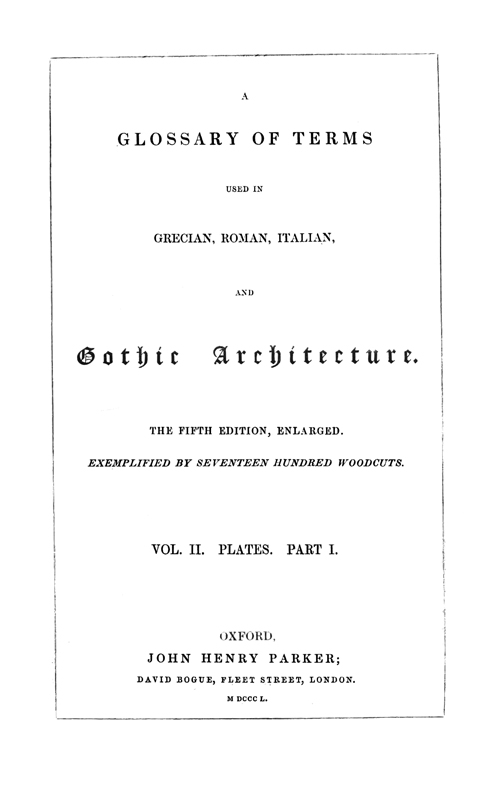 A
GLOSSARY OF TERMS
USED IN
GRECIAN, ROMAN, ITALIAN,
AND
Gothic Architecture.
THE FIFTH EDITION, ENLARGED.
EXEMPLIFIED BY SEVENTEEN HUNDRED WOODCUTS.
VOL. II. PLATES. PART I.
OXFORD,
JOHN HENRY PARKER;
DAVID BOGUE, FLEET STREET, LONDON.
M DCCC L.